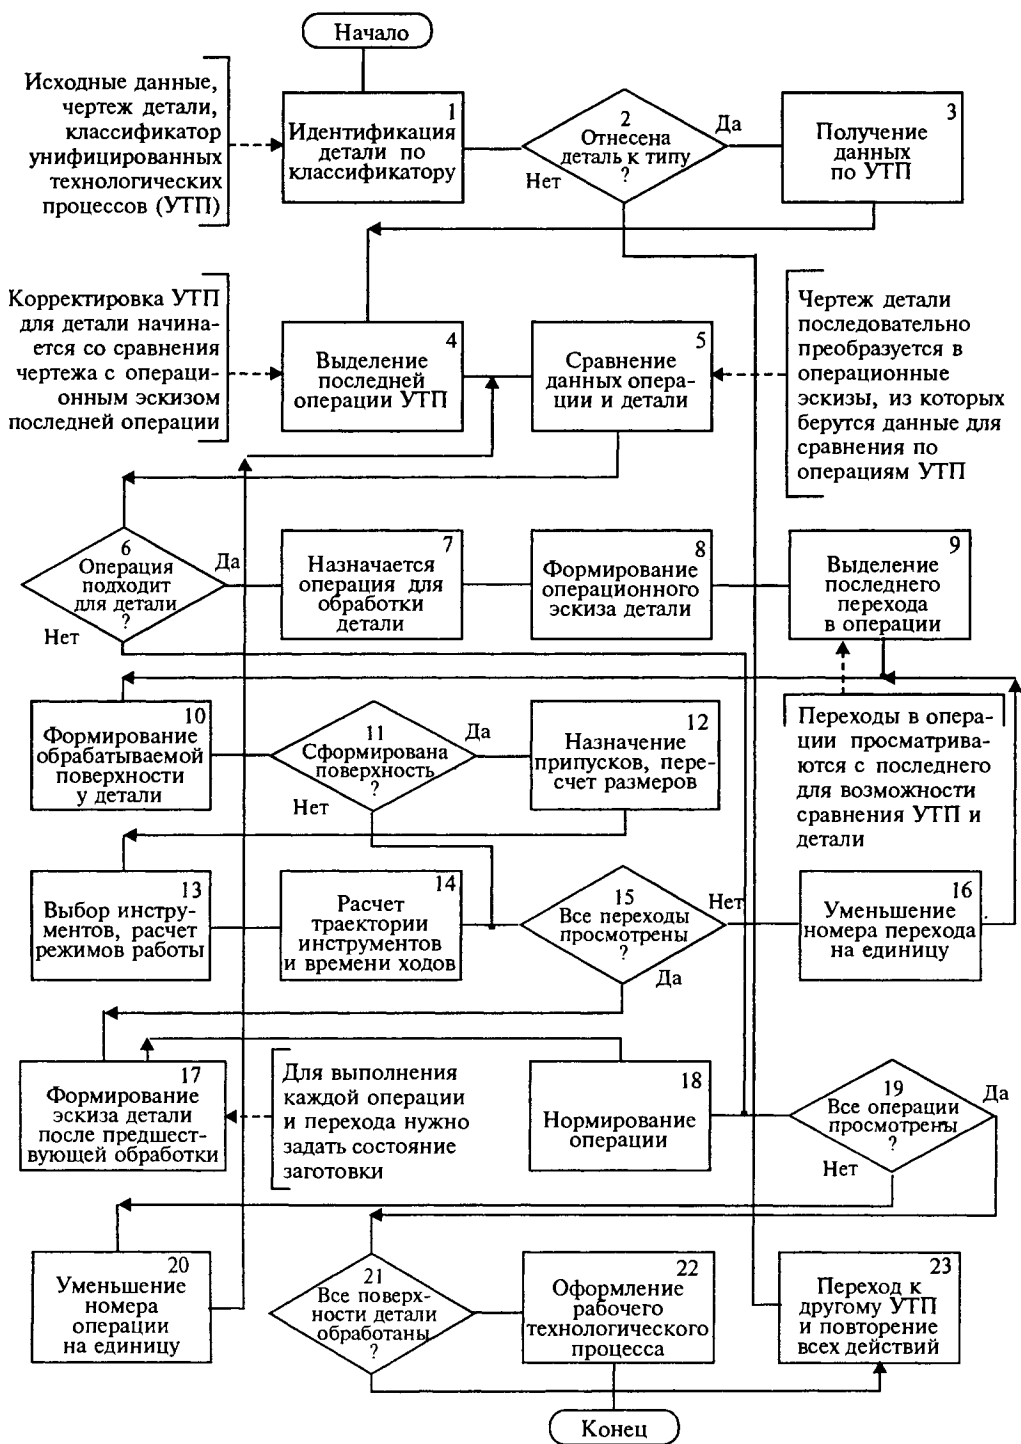 Начало
Исходные данные,
чертеж детали,
классификатор
унифицированных
технологических
процессов (УТП)
1
Идентификация
детали по
классификатору
2
Отнесена
деталь к типу
?
Да
Нет
3
Получение
данных
по УТП
Корректировка УТП
для детали начина-
ется со сравнения
чертежа с операци-
онным эскизом
последней операции
4
Выделение
последней
операции УТП
5
Сравнение
данных опера-
ции и детали
Чертеж детали
последовательно
преобразуется в
операционные
эскизы, из которых
берутся данные для
сравнения по
операциям УТП
6
Операция
подходит
для детали
?
Да
Нет
7
Назначается
операция для
обработки
детали
8
Формирование
операционного
эскиза детали
9
Выделение
последнего
перехода
в операции
10
Формирование
обрабатываемой
поверхности
у детали
11
Сформирована
поверхность
?
Да
Нет
12
Назначение
припусков, пере-
счет размеров
Переходы в опера-
ции просматрива-
ются с последнего
для возможности
сравнения УТП и
детали
13
Выбор инстру-
ментов, расчет
режимов работы
14
Расчет
траектории
инструментов
и времени ходов
15
Все переходы
просмотрены
?
Нет
Да
16
Уменьшение
номера перехода
на единицу
17
Формирование
эскиза детали
после предшест-
вующей обработки
Для выполнения
каждой операции
и перехода нужно
задать состояние
заготовки
18
Нормирование
операции
19
Все операции
просмотрены
?
Да
Нет
20
Уменьшение
номера
операции
на единицу
21
Все поверх-
ности детали
обработаны
?
22
Оформление
рабочего
технологического
процесса
23
Переход к
другому УТП
и повторение
всех действий
Конец